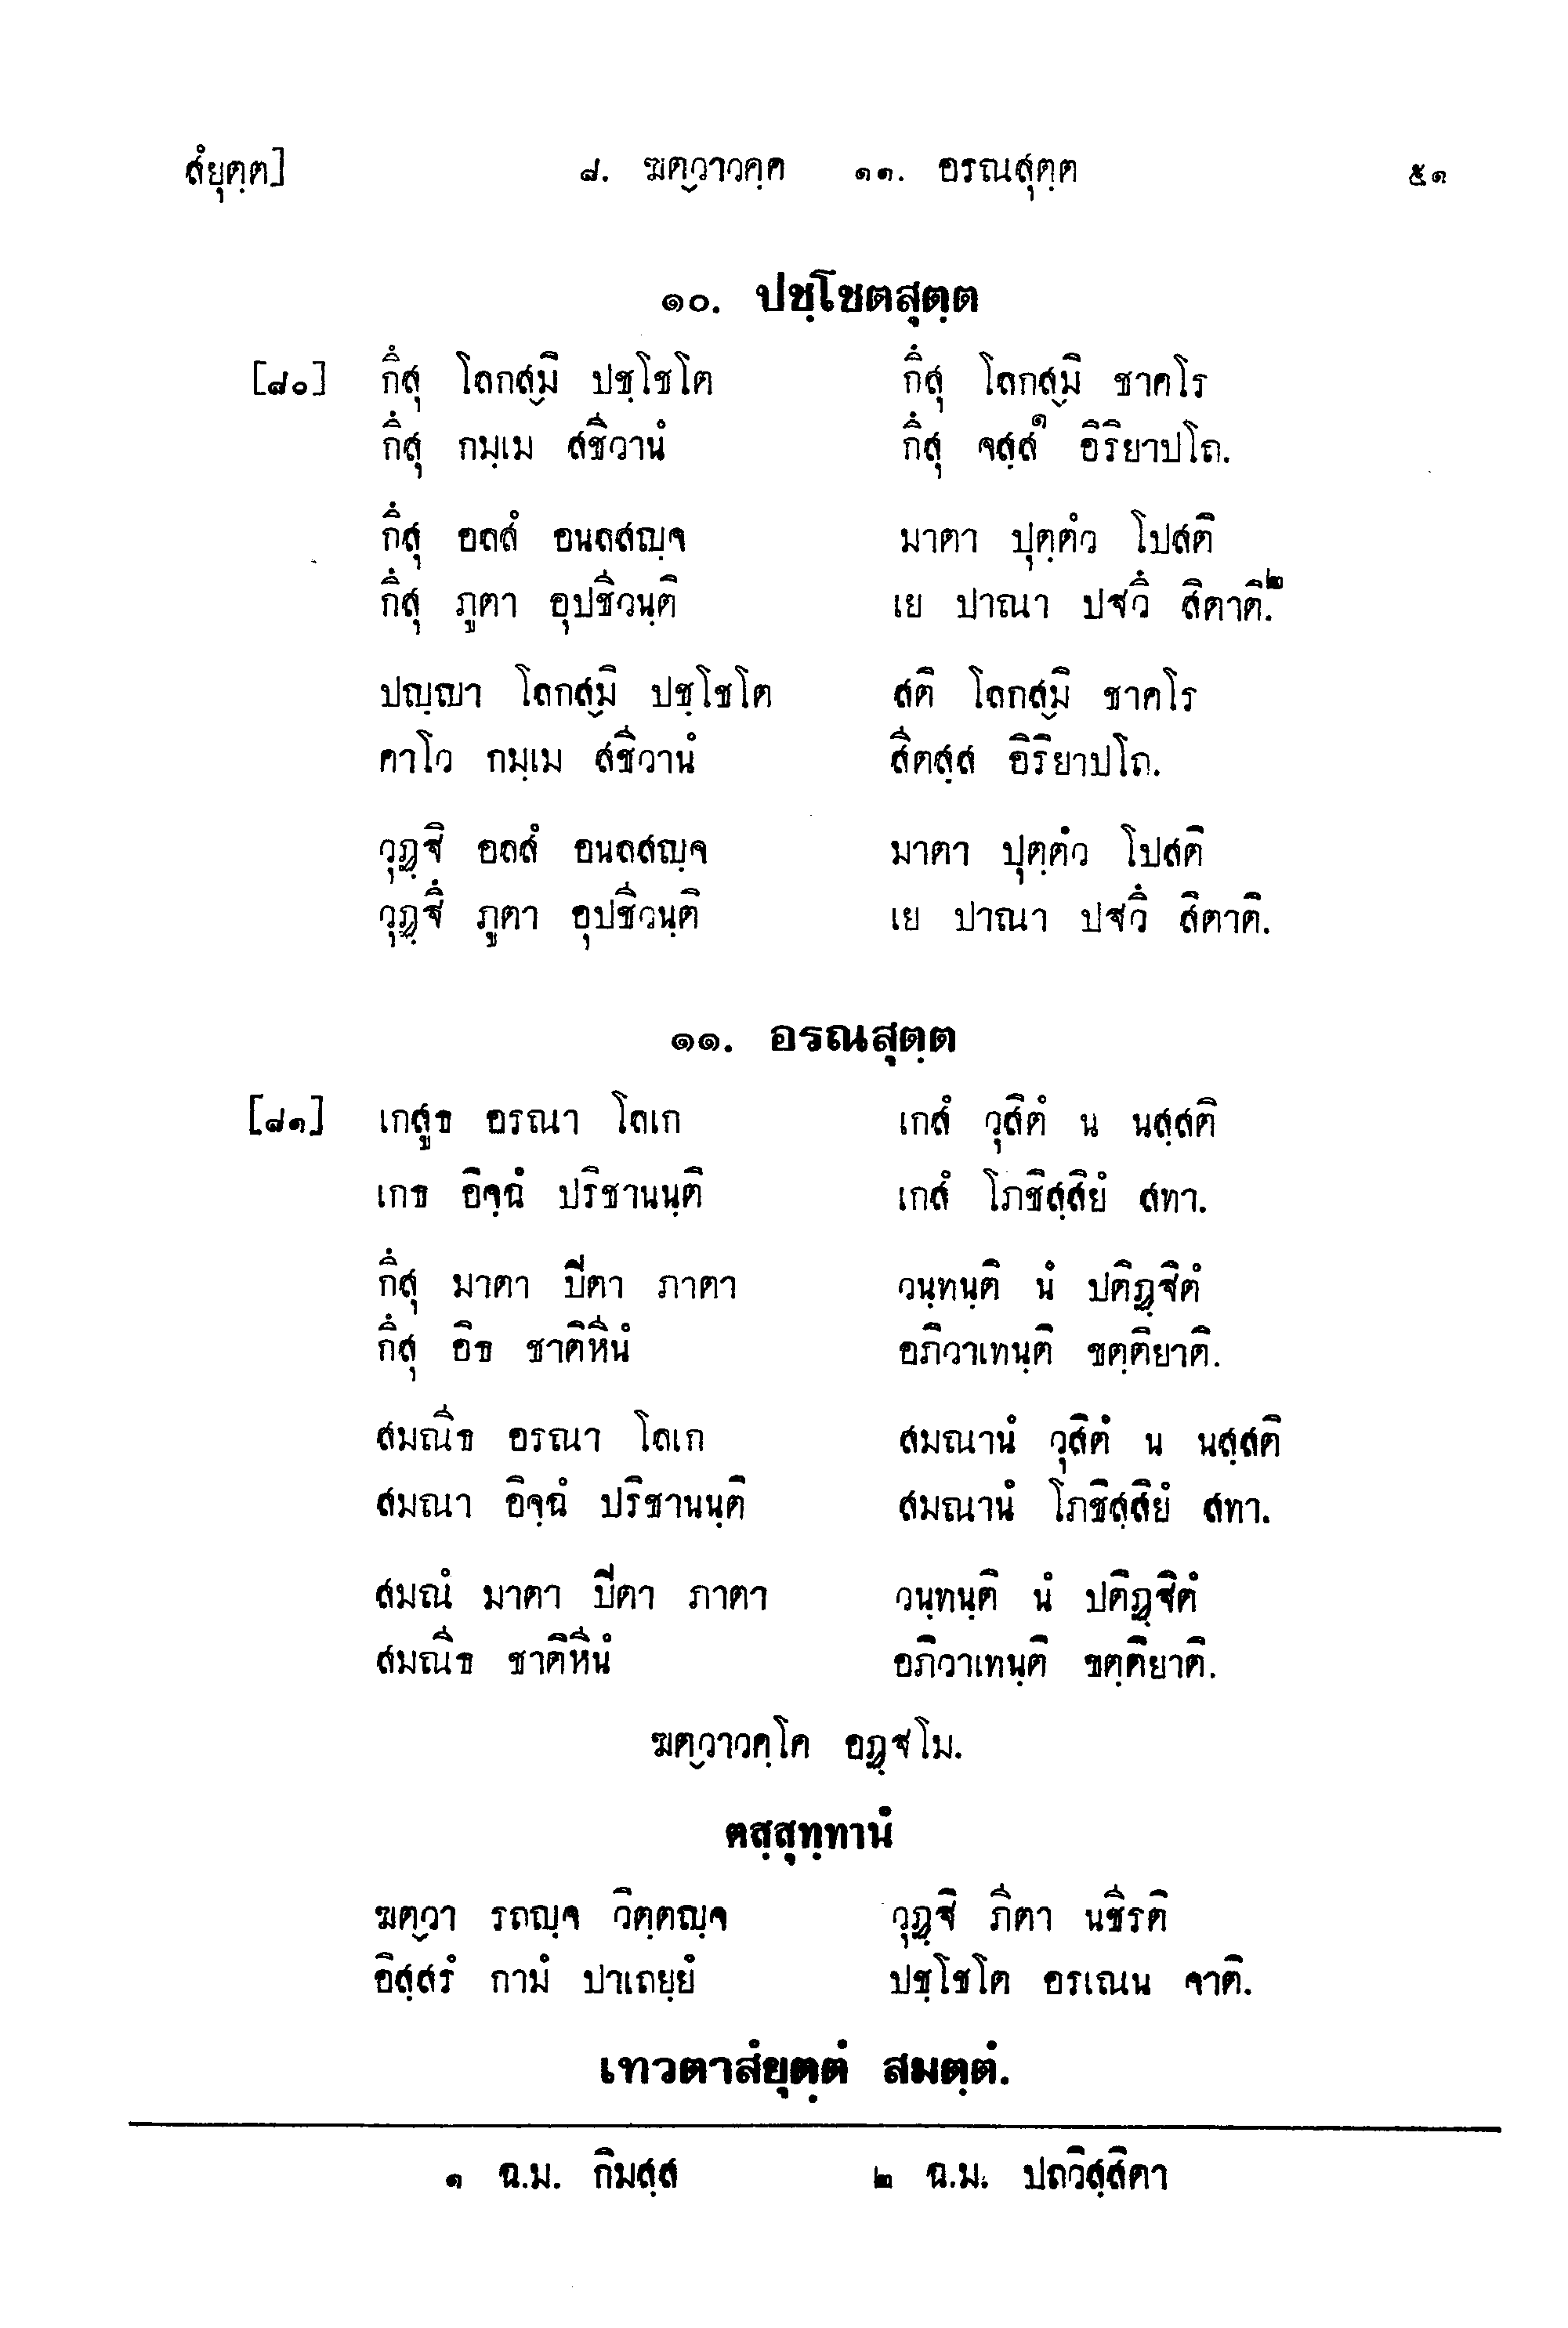 สํยุตฺต] ๘. ฆต๎วาวคฺค ๑๑. อรณสุตฺต ๕๑
๑๐. ปชฺโชตสุตฺต
[๘๐] กึสุ โลกส๎มิ ปชฺโชโต กึสุ โลกส๎มิ ชาคโร
กึสุ กมฺเม สชีวานํ กึสุ จสฺส๑ อิริยาปโถ.
กึสุ อลสํ อนลสญฺจ มาตา ปุตฺตํว โปสติ
กึสุ ภูตา อุปชีวนฺติ เย ปาณา ปฐวึ สิตาติ.๒
ปญฺญา โลกส๎มิ ปชฺโชโต สติ โลกส๎มิ ชาคโร
คาโว กมฺเม สชีวานํ สีตสฺส อิริยาปโถ.
วุฏฺฐิ อลสํ อนลสญฺจ มาตา ปุตฺตํว โปสติ
วุฏฺฐึ ภูตา อุปชีวนฺติ เย ปาณา ปฐวึ สิตาติ.
๑๑. อรณสุตฺต
[๘๑] เกสูธ อรณา โลเก เกสํ วุสิตํ น นสฺสติ
เกธ อิจฺฉํ ปริชานนฺติ เกสํ โภชิสฺสิยํ สทา.
กึสุ มาตา ปิตา ภาตา วนฺทนฺติ นํ ปติฏฺฐิตํ
กึสุ อิธ ชาติหีนํ อภิวาเทนฺติ ขตฺติยาติ.
สมณีธ อรณา โลเก สมณานํ วุสิตํ น นสฺสติ
สมณา อิจฺฉํ ปริชานนฺติ สมณานํ โภชิสฺสิยํ สทา.
สมณํ มาตา ปิตา ภาตา วนฺทนฺติ นํ ปติฏฺฐิตํ
สมณีธ ชาติหีนํ อภิวาเทนฺติ ขตฺติยาติ.
ฆต๎วาวคฺโค อฏฺฐโม.
ตสฺสุทฺทานํ
ฆต๎วา รถญฺจ วิตฺตญฺจ วุฏฺฐิ ภีตา นชีรติ
อิสฺสรํ กามํ ปาเถยฺยํ ปชฺโชโต อรเณน จาติ.
เทวตาสํยุตฺตํ สมตฺตํ.
๑ ฉ.ม. กิมสฺส ๒ ฉ.ม. ปถวิสฺสิตา